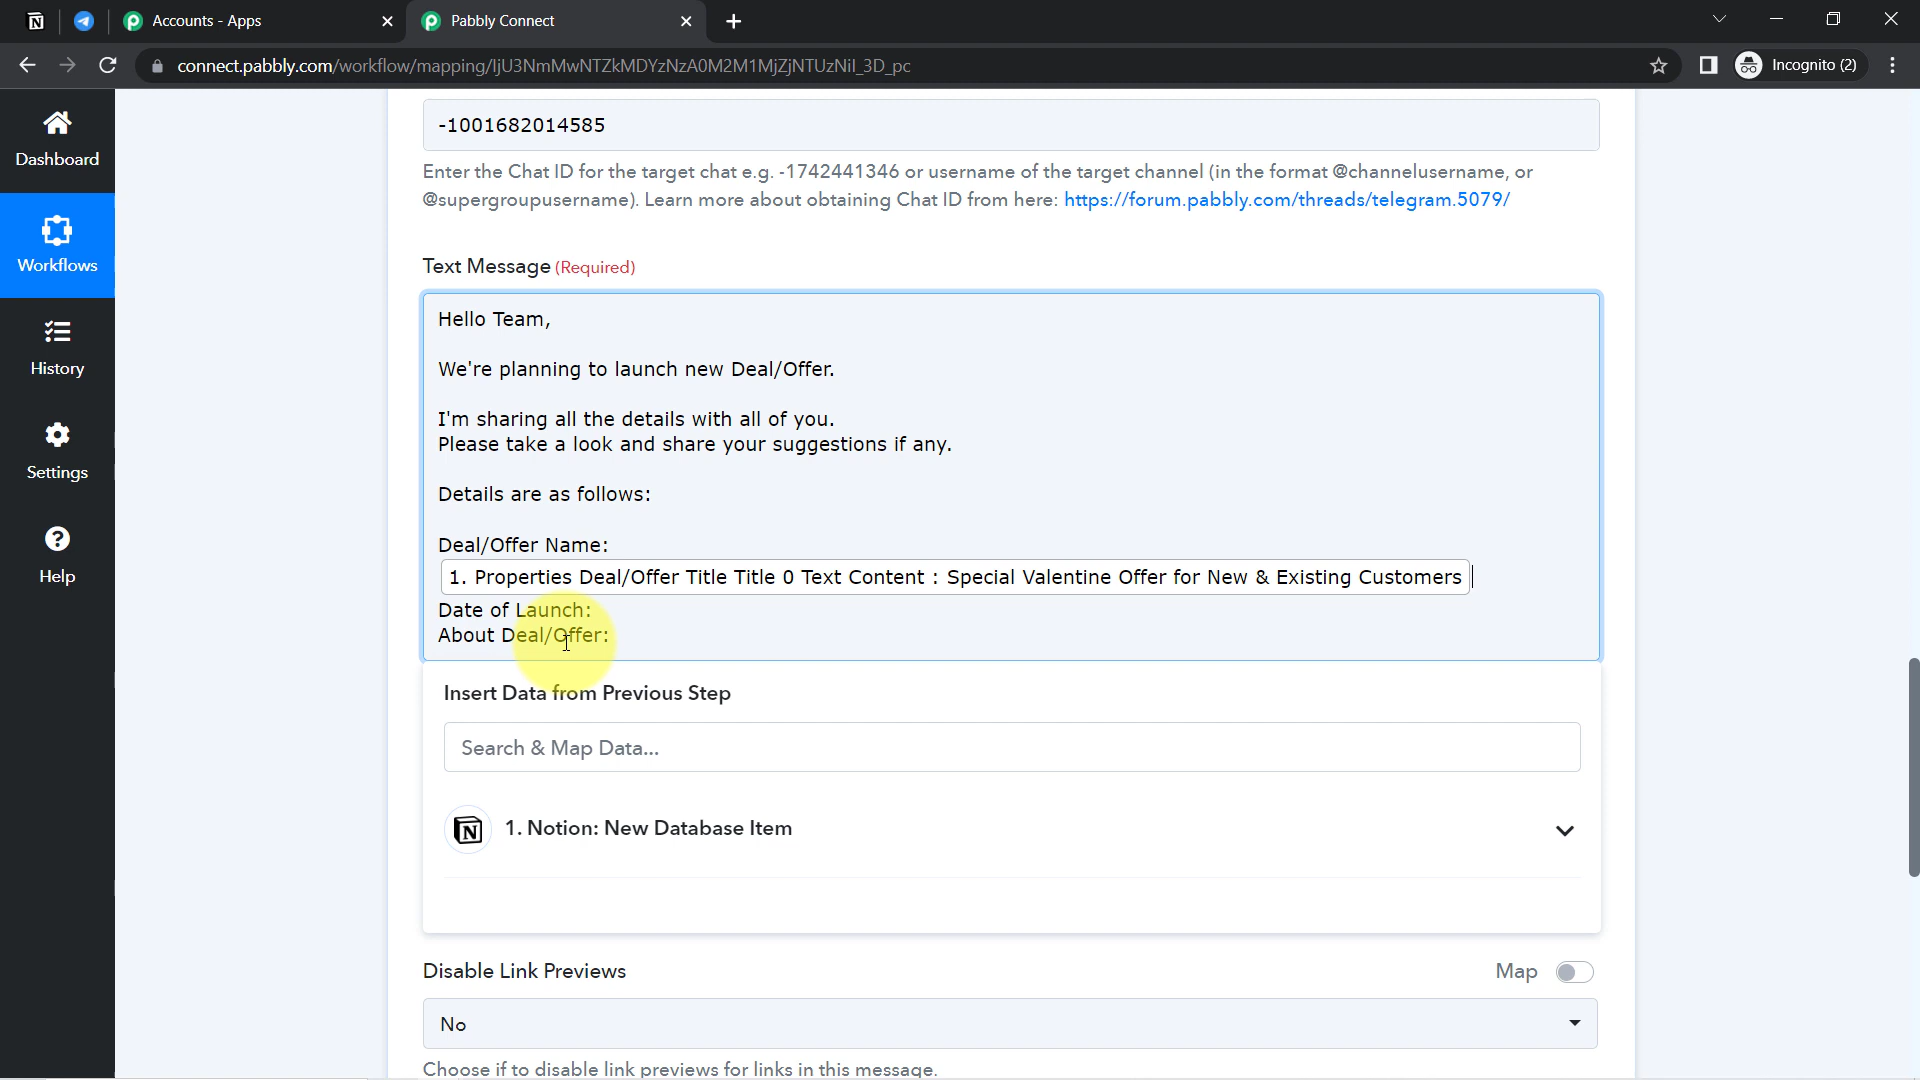 Accounts - Apps
Pabbly Connect
connect.pabbly.com/workflow/mapping/IjU3NmMwNTZkMDYzNzA0M2M1MjZjNTUzNiI_3D_pc
Incognito (2)
Dashboard
Workflows
History
Settings
Help
-1001682014585
Enter the Chat ID for the target chat e.g. -1742441346 or username of the target channel (in the format @channelusername, or
@supergroupusername). Learn more about obtaining Chat ID from here: https://forum.pabbly.com/threads/telegram.5079/
Text Message (Required)
Hello Team,
We're planning to launch new Deal/Offer.
I'm sharing all the details with all of you.
Please take a look and share your suggestions if any.
Details are as follows:
Deal/Offer Name:
1. Properties Deal/Offer Title Title 0 Text Content : Special Valentine Offer for New & Existing Customers
Date of Launch:
About Deal/Offer:
Insert Data from Previous Step
Search & Map Data...
1. Notion: New Database Item
Disable Link Previews
Map
No
Choose if to disable link previews for links in this message.